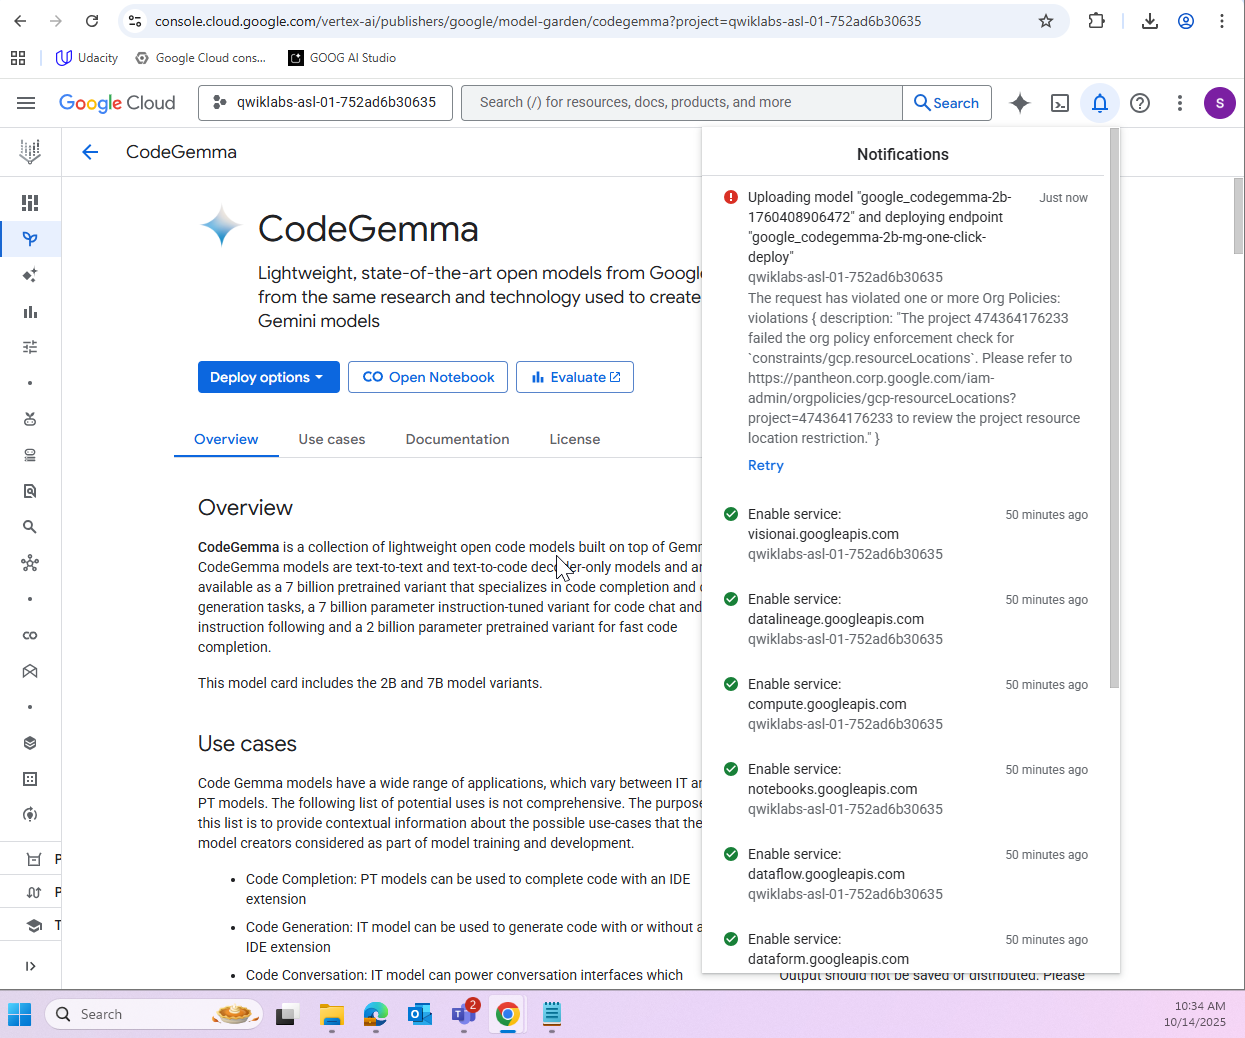 console.cloud.google.com/vertex-ai/publishers/google/model-garden/codegemma?project=qwiklabs-asl-01-752ad6b30635
Udacity
Google Cloud cons...
GOOG AI Studio
Google Cloud
qwiklabs-asl-01-752ad6b30635
Search (/) for resources, docs, products, and more
Search
S
CodeGemma
CodeGemma
Lightweight, state-of-the-art open models from Googl
from the same research and technology used to create
Gemini models
Deploy options
Open Notebook
Evaluate
Overview
Use cases
Documentation
License
Overview
CodeGemma is a collection of lightweight open code models built on top of Gemm
CodeGemma models are text-to-text and text-to-code decoder-only models and ar
available as a 7 billion pretrained variant that specializes in code completion and c
generation tasks, a 7 billion parameter instruction-tuned variant for code chat and
instruction following and a 2 billion parameter pretrained variant for fast code
completion.
This model card includes the 2B and 7B model variants.
Use cases
Code Gemma models have a wide range of applications, which vary between IT ar
PT models. The following list of potential uses is not comprehensive. The purpose
this list is to provide contextual information about the possible use-cases that the
model creators considered as part of model training and development.
• Code Completion: PT models can be used to complete code with an IDE
extension
• Code Generation: IT model can be used to generate code with or without a
IDE extension
• Code Conversation: IT model can power conversation interfaces which
Output should not be saved or distributed. Please
P
P
T
Notifications
Uploading model "google_codegemma-2b-
1760408906472" and deploying endpoint
"google_codegemma-2b-mg-one-click-
deploy"
Just now
qwiklabs-asl-01-752ad6b30635
The request has violated one or more Org Policies:
violations { description: "The project 474364176233
failed the org policy enforcement check for
`constraints/gcp.resourceLocations`. Please refer to
https://pantheon.corp.google.com/iam-
admin/orgpolicies/gcp-resourceLocations?
project=474364176233 to review the project resource
location restriction." }
Retry
Enable service:
visionai.googleapis.com
50 minutes ago
qwiklabs-asl-01-752ad6b30635
Enable service:
datalineage.googleapis.com
50 minutes ago
qwiklabs-asl-01-752ad6b30635
Enable service:
compute.googleapis.com
50 minutes ago
qwiklabs-asl-01-752ad6b30635
Enable service:
notebooks.googleapis.com
50 minutes ago
qwiklabs-asl-01-752ad6b30635
Enable service:
dataflow.googleapis.com
50 minutes ago
qwiklabs-asl-01-752ad6b30635
Enable service:
dataform.googleapis.com
50 minutes ago
Search
2
10:34 AM
10/14/2025